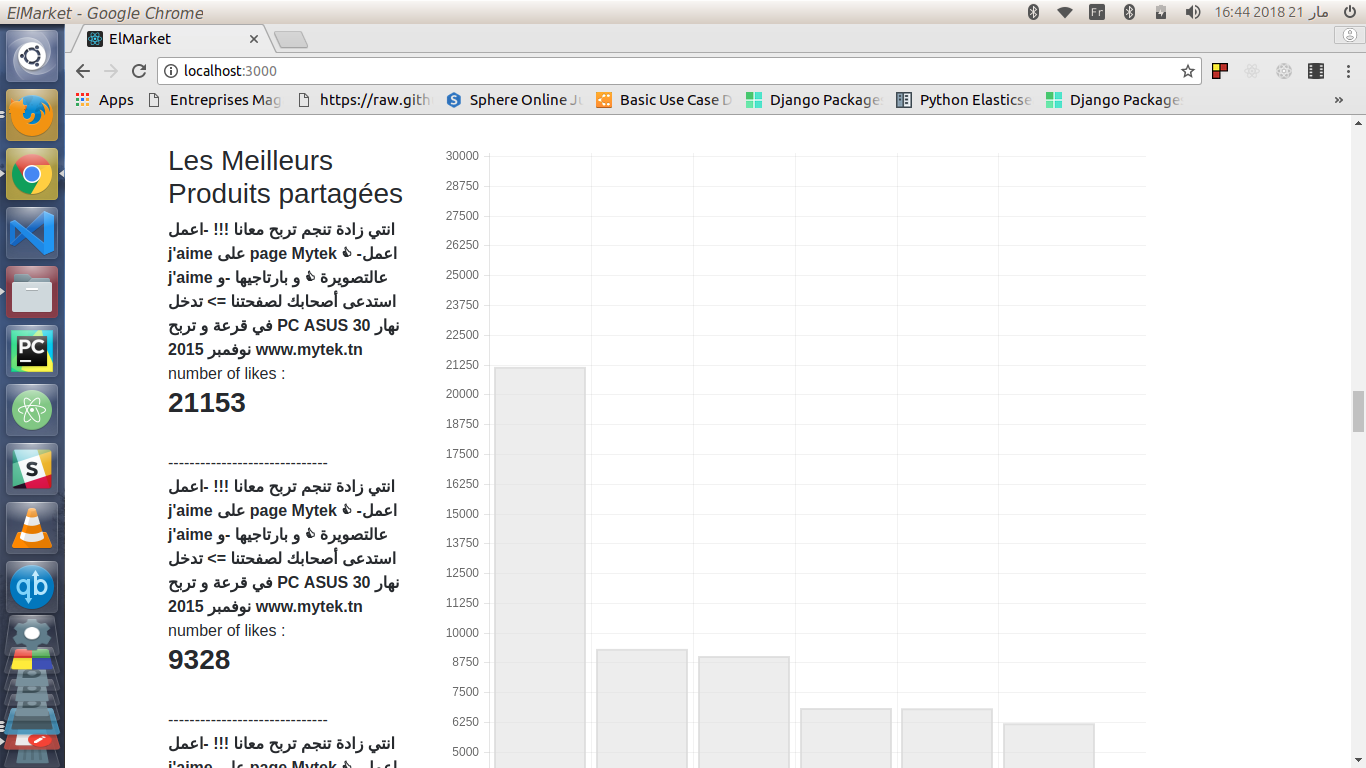 ElMarket - Google Chrome
Fr
16:44 2018 مار 21
ElMarket
localhost:3000
Apps
Entreprises Mag
https://raw.gith
Sphere Online Ju
Basic Use Case D
Django Package
Python Elasticse
Django Package
»
Les Meilleurs
Produits partagées
انتي زادة تنجم تربح معانا !!! -اعمل
j'aime على page Mytek 👍 -اعمل
j'aime عالتصويرة 👍 و بارتاجيها -و
استدعى أصحابك لصفحتنا => تدخل
في قرعة و تربح PC ASUS 30 نهار
نوفمبر 2015 www.mytek.tn
number of likes :
21153
------------------------------
انتي زادة تنجم تربح معانا !!! -اعمل
j'aime على page Mytek 👍 -اعمل
j'aime عالتصويرة 👍 و بارتاجيها -و
استدعى أصحابك لصفحتنا => تدخل
في قرعة و تربح PC ASUS 30 نهار
نوفمبر 2015 www.mytek.tn
number of likes :
9328
------------------------------
انتي زادة تنجم تربح معانا !!! -اعمل
j'aime على page Mytek 👍 -اعمل
30000
28750
27500
26250
25000
23750
22500
21250
20000
18750
17500
16250
15000
13750
12500
11250
10000
8750
7500
6250
5000
PC
S
qb